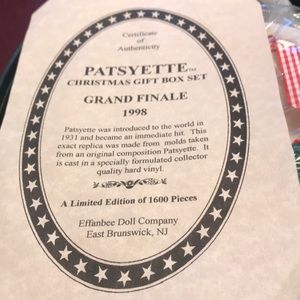 Certificate
of
Authenticity
PATSYETTE™
CHRISTMAS GIFT BOX SET
GRAND FINALE
1998
Patsyette was introduced to the world in
1931 and became an immediate hit. This
exact replica was made from molds taken
from an original composition Patsyette. It
is cast in a specially formulated collector
quality hard vinyl.
A Limited Edition of 1600 Pieces
Effanbee Doll Company
East Brunswick, NJ